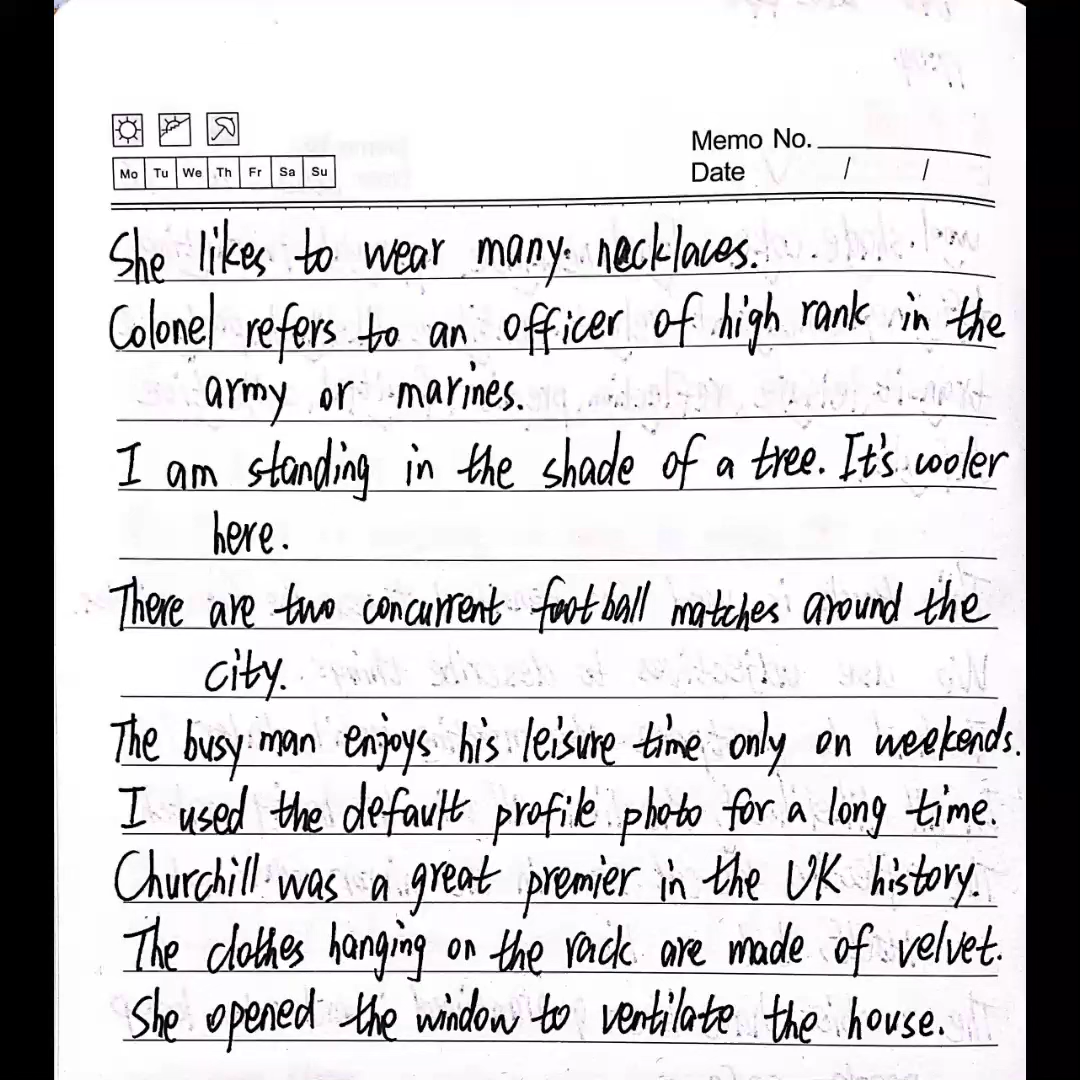 Memo No.
Mo Tu We Th Fr Sa Su
Date / /
She likes to wear many necklaces.
Colonel refers to an officer of high rank in the
army or marines.
I am standing in the shade of a tree. It's cooler
here.
There are two concurrent football matches around the
city.
The busy man enjoys his leisure time only on weekends.
I used the default profile photo for a long time.
Churchill was a great premier in the UK history.
The clothes hanging on the rack are made of velvet.
She opened the window to ventilate the house.